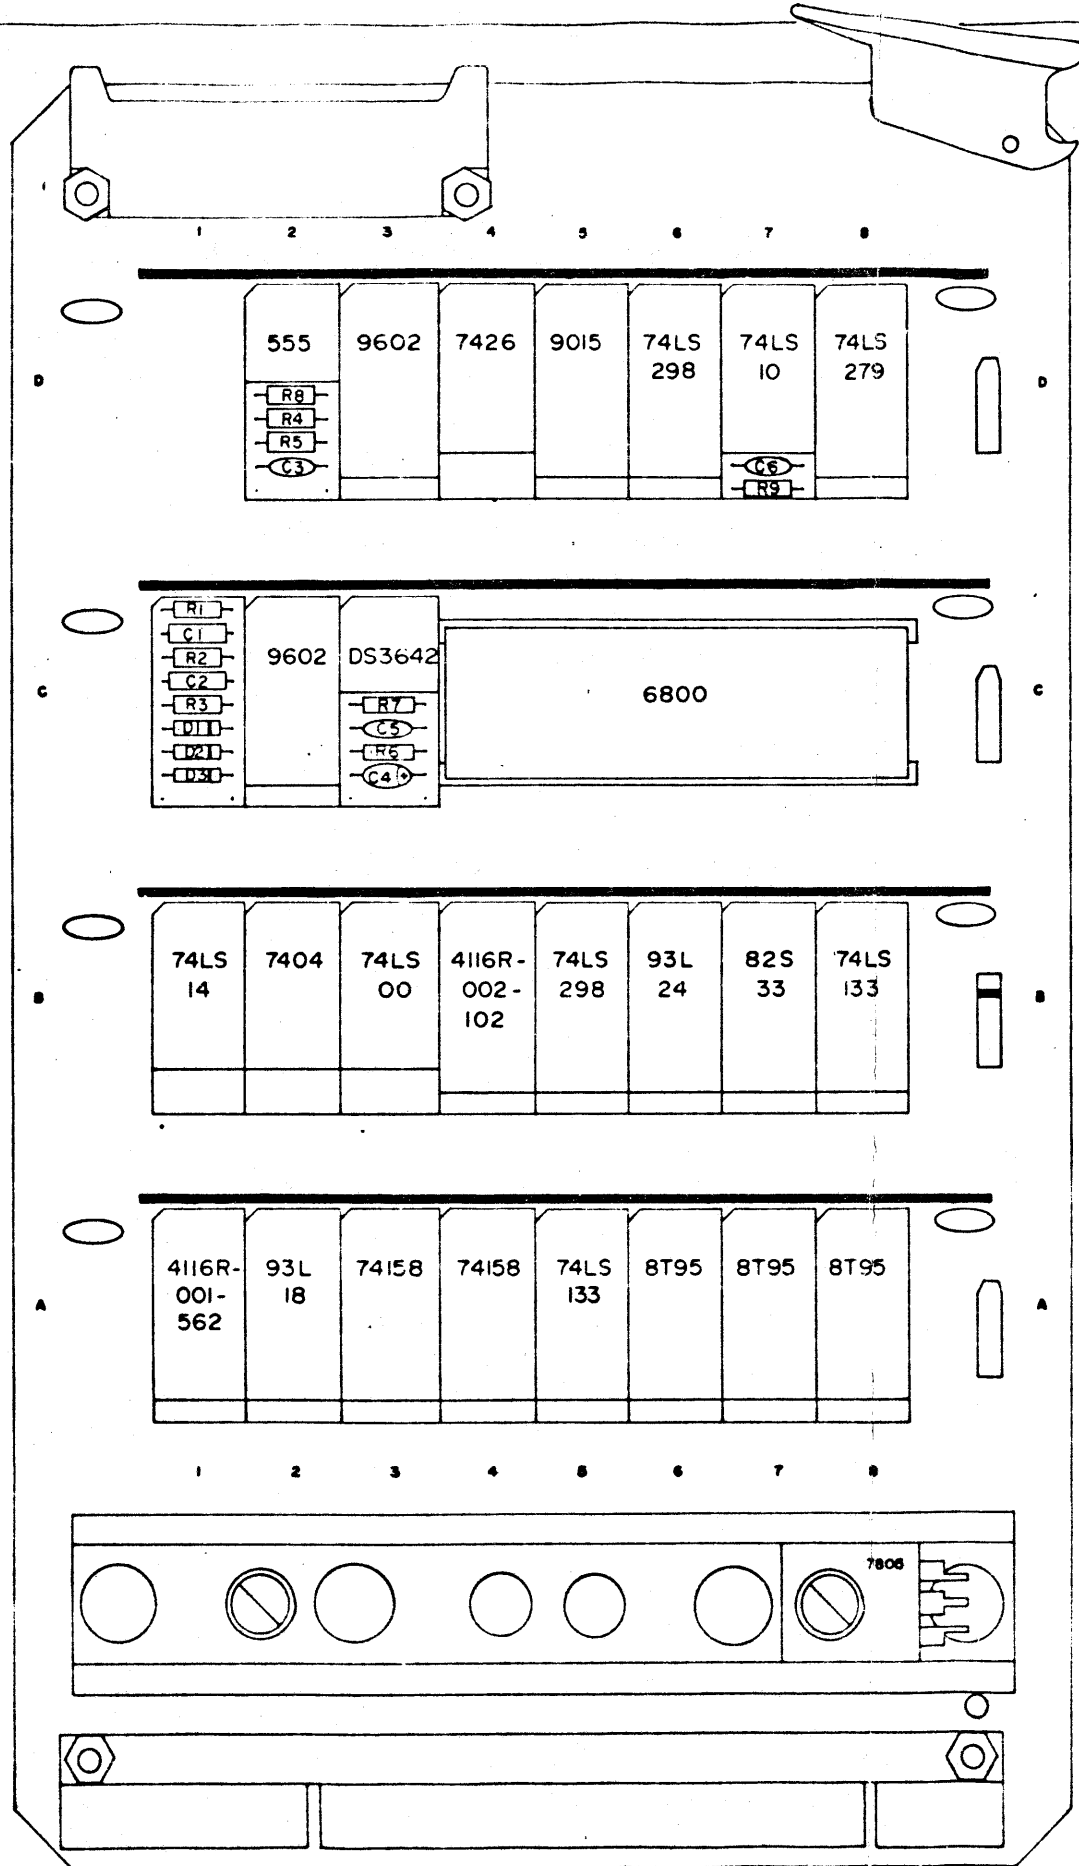 1 2 3 4 5 6 7 8
D D
555 9602 7426 9015 74LS 298 74LS 10 74LS 279
R8
R4
R5
C3
C6
R9
C C
R1
C1
R2
C2
R3
D1
D2
D3
9602 DS3642 6800
R7
C5
R6
C4 +
B B
74LS 14 7404 74LS 00 4116R-002-102 74LS 298 93L 24 82S 33 74LS 133
A A
4116R-001-562 93L 18 74158 74158 74LS 133 8T95 8T95 8T95
1 2 3 4 5 6 7 8
7805